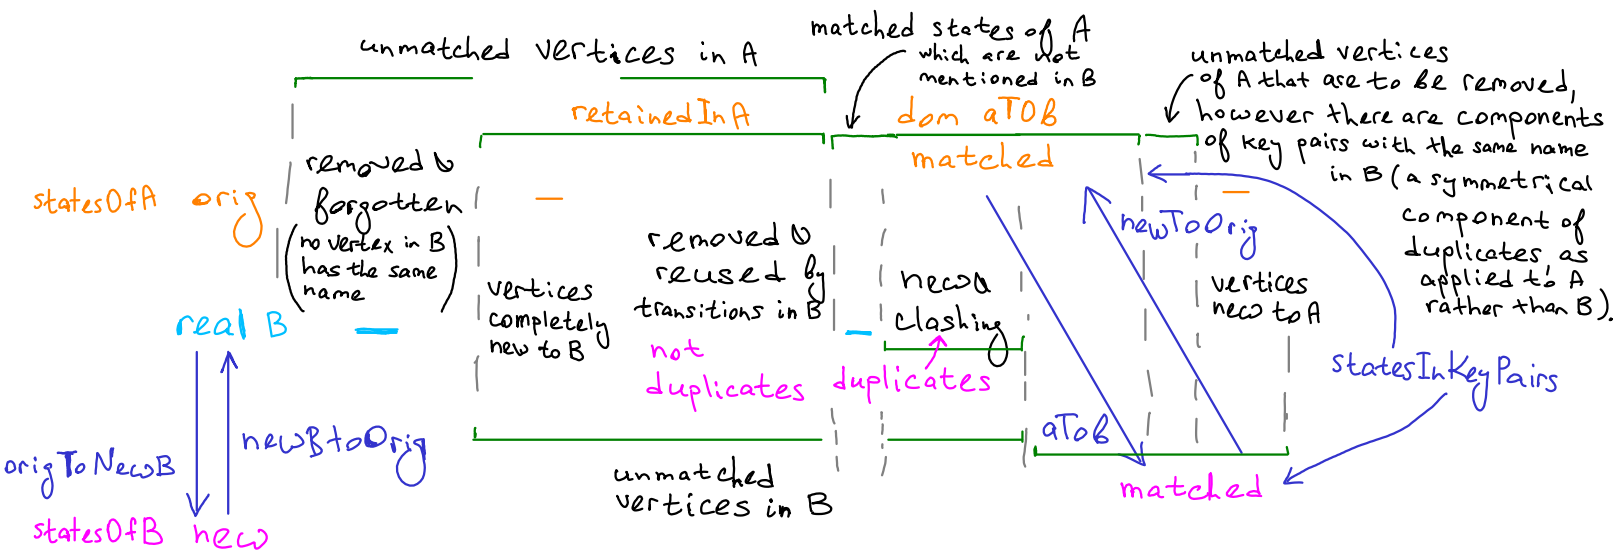 unmatched vertices in A
matched states of A
which are not
mentioned in B
unmatched vertices
of A that are to be removed,
however there are components
of key pairs with the same name
in B (a symmetrical
component of
duplicates, as
applied to A
rather than B).
retainedInA
dom aTOB
matched
statesOfA orig
removed &
forgotten
(no vertex in B
has the same
name)
vertices
completely
new to B
removed &
reused by
transitions in B
not
duplicates
new &
clashing
duplicates
newToOrig
vertices
new to A
real B
statesInKeyPairs
origToNewB
newBtoOrig
aToB
matched
unmatched
vertices in B
statesOfB new